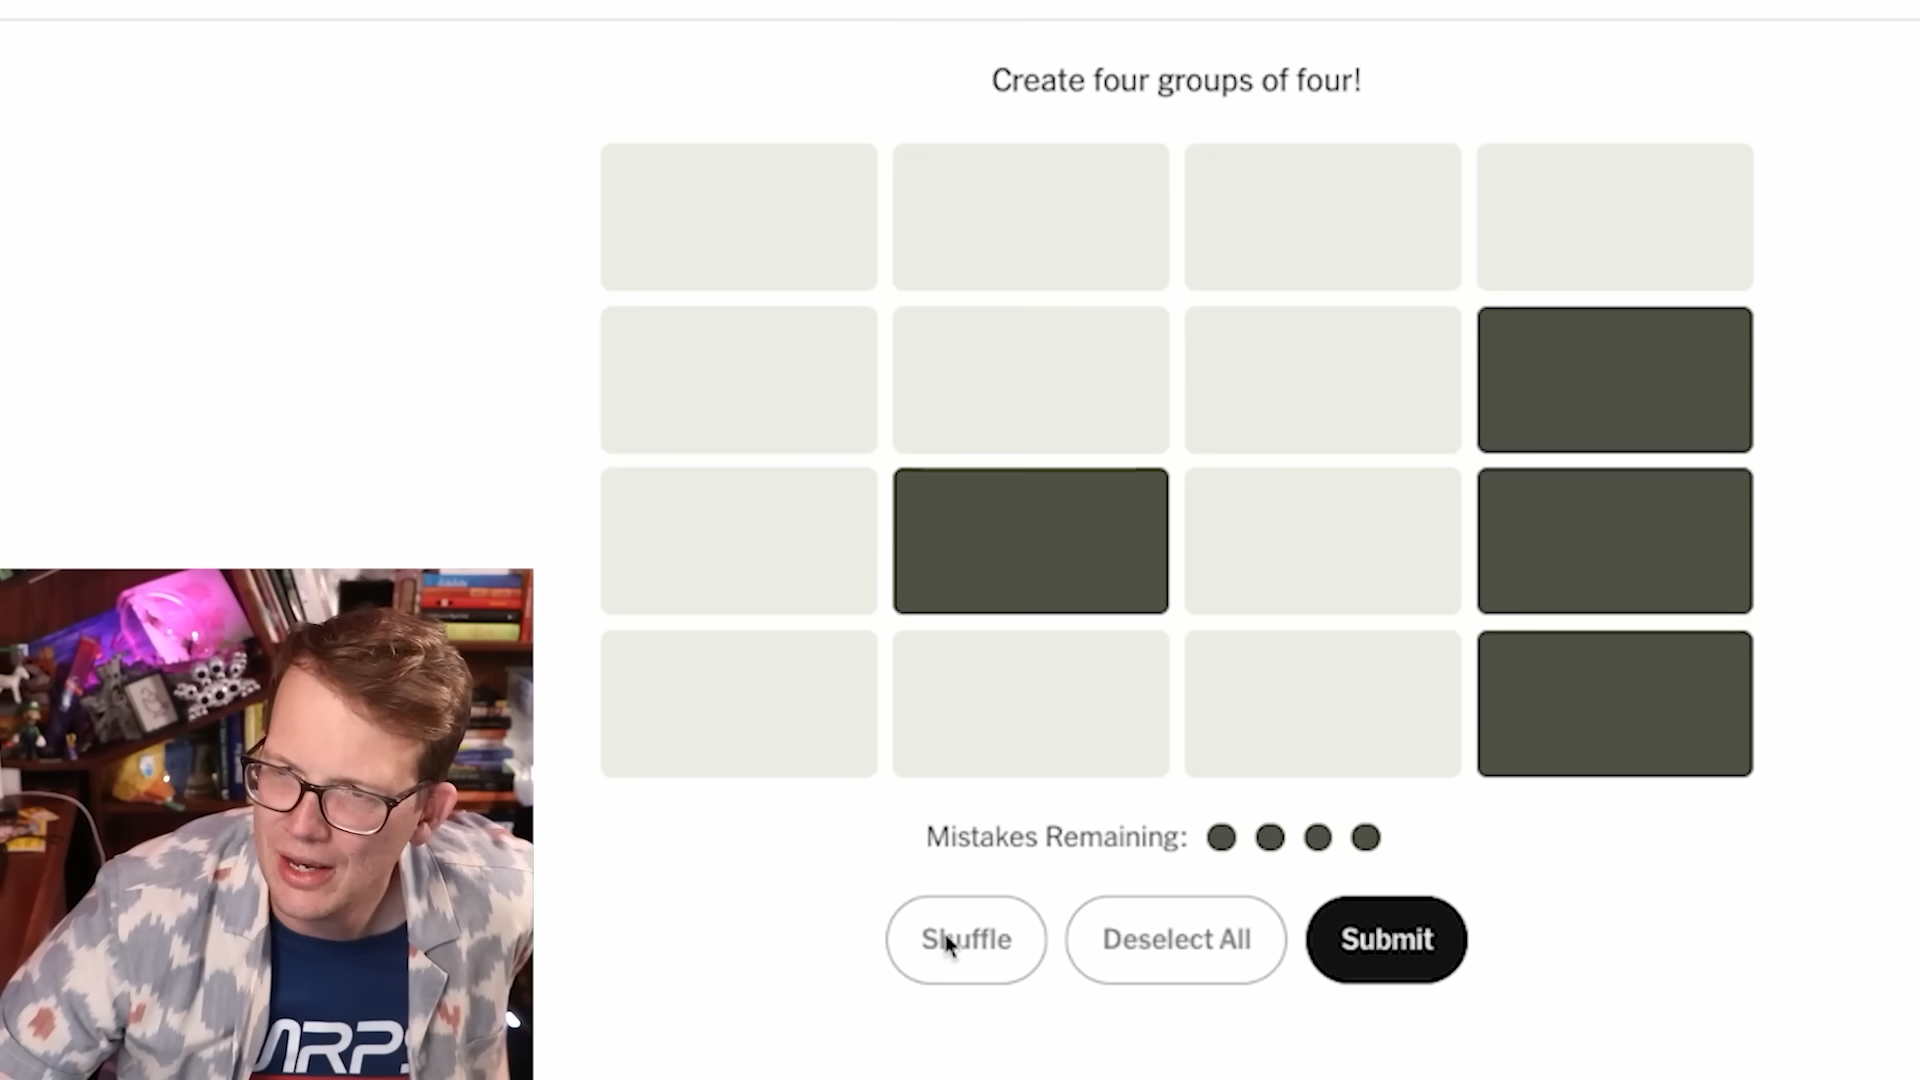 Create four groups of four!
Mistakes Remaining:
Shuffle
Deselect All
Submit